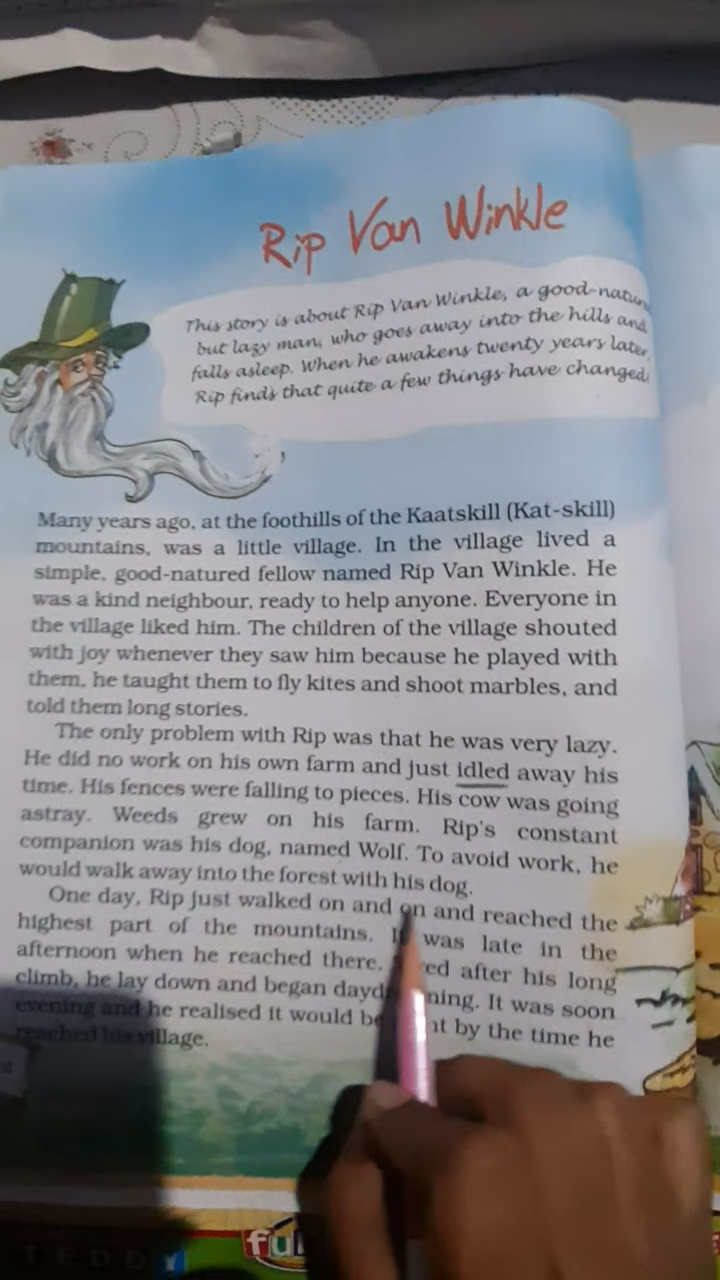 Rip Van Winkle
This story is about Rip Van Winkle, a good-nature
but lazy man, who goes away into the hills and
falls asleep. When he awakens twenty years later,
Rip finds that quite a few things have changed.
Many years ago, at the foothills of the Kaatskill (Kat-skill)
mountains, was a little village. In the village lived a
simple, good-natured fellow named Rip Van Winkle. He
was a kind neighbour, ready to help anyone. Everyone in
the village liked him. The children of the village shouted
with joy whenever they saw him because he played with
them, he taught them to fly kites and shoot marbles, and
told them long stories.
The only problem with Rip was that he was very lazy.
He did no work on his own farm and just idled away his
time. His fences were falling to pieces. His cow was going
astray. Weeds grew on his farm. Rip's constant
companion was his dog, named Wolf. To avoid work, he
would walk away into the forest with his dog.
One day, Rip just walked on and on and reached the
highest part of the mountains. It was late in the
afternoon when he reached there. ed after his long
climb, he lay down and began dayd ning. It was soon
evening and he realised it would be ht by the time he
reached his village.
TEDDY
fu